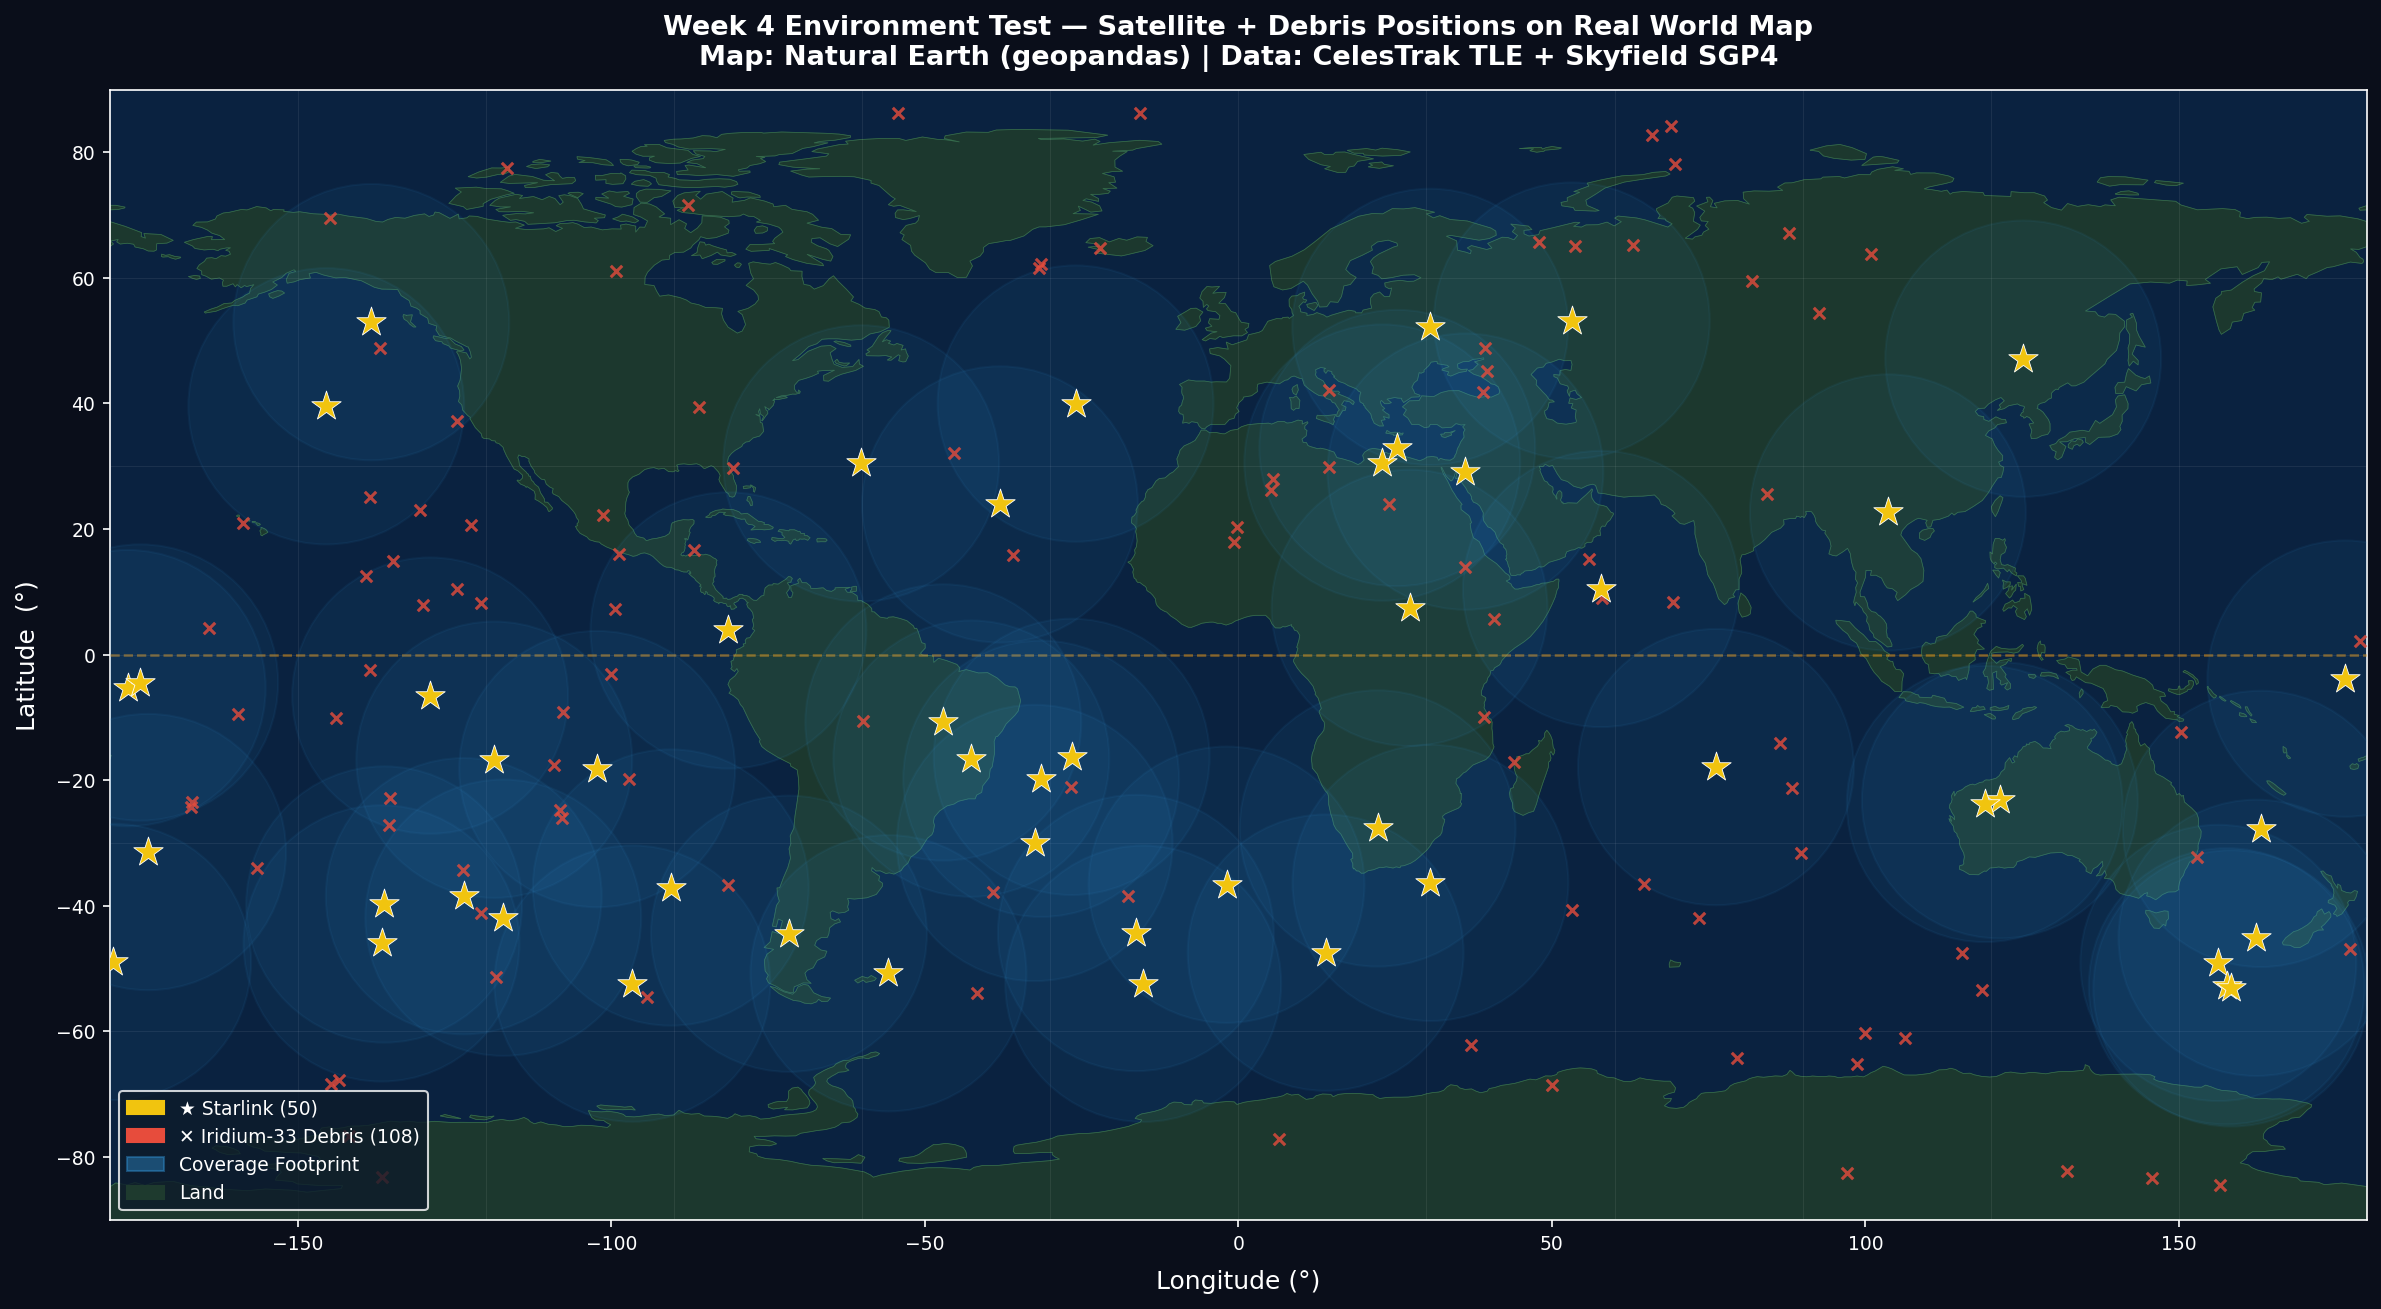 Week 4 Environment Test — Satellite + Debris Positions on Real World Map
Map: Natural Earth (geopandas) | Data: CelesTrak TLE + Skyfield SGP4
Latitude (°)
80
60
40
20
0
−20
−40
−60
−80
★ Starlink (50)
✕ Iridium-33 Debris (108)
Coverage Footprint
Land
−150
−100
−50
0
50
100
150
Longitude (°)